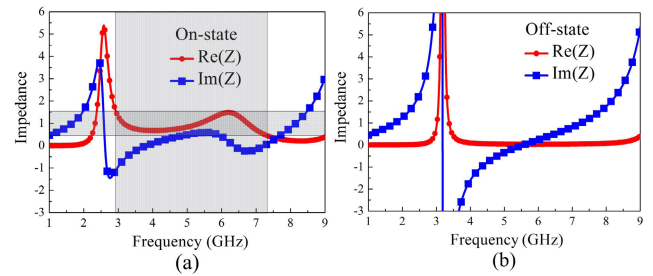 6
5
4
3
2
1
0
-1
-2
-3
Impedance
On-state
Re(Z)
Im(Z)
1 2 3 4 5 6 7 8 9
Frequency (GHz)
(a)
6
5
4
3
2
1
0
-1
-2
-3
Impedance
Off-state
Re(Z)
Im(Z)
1 2 3 4 5 6 7 8 9
Frequency (GHz)
(b)